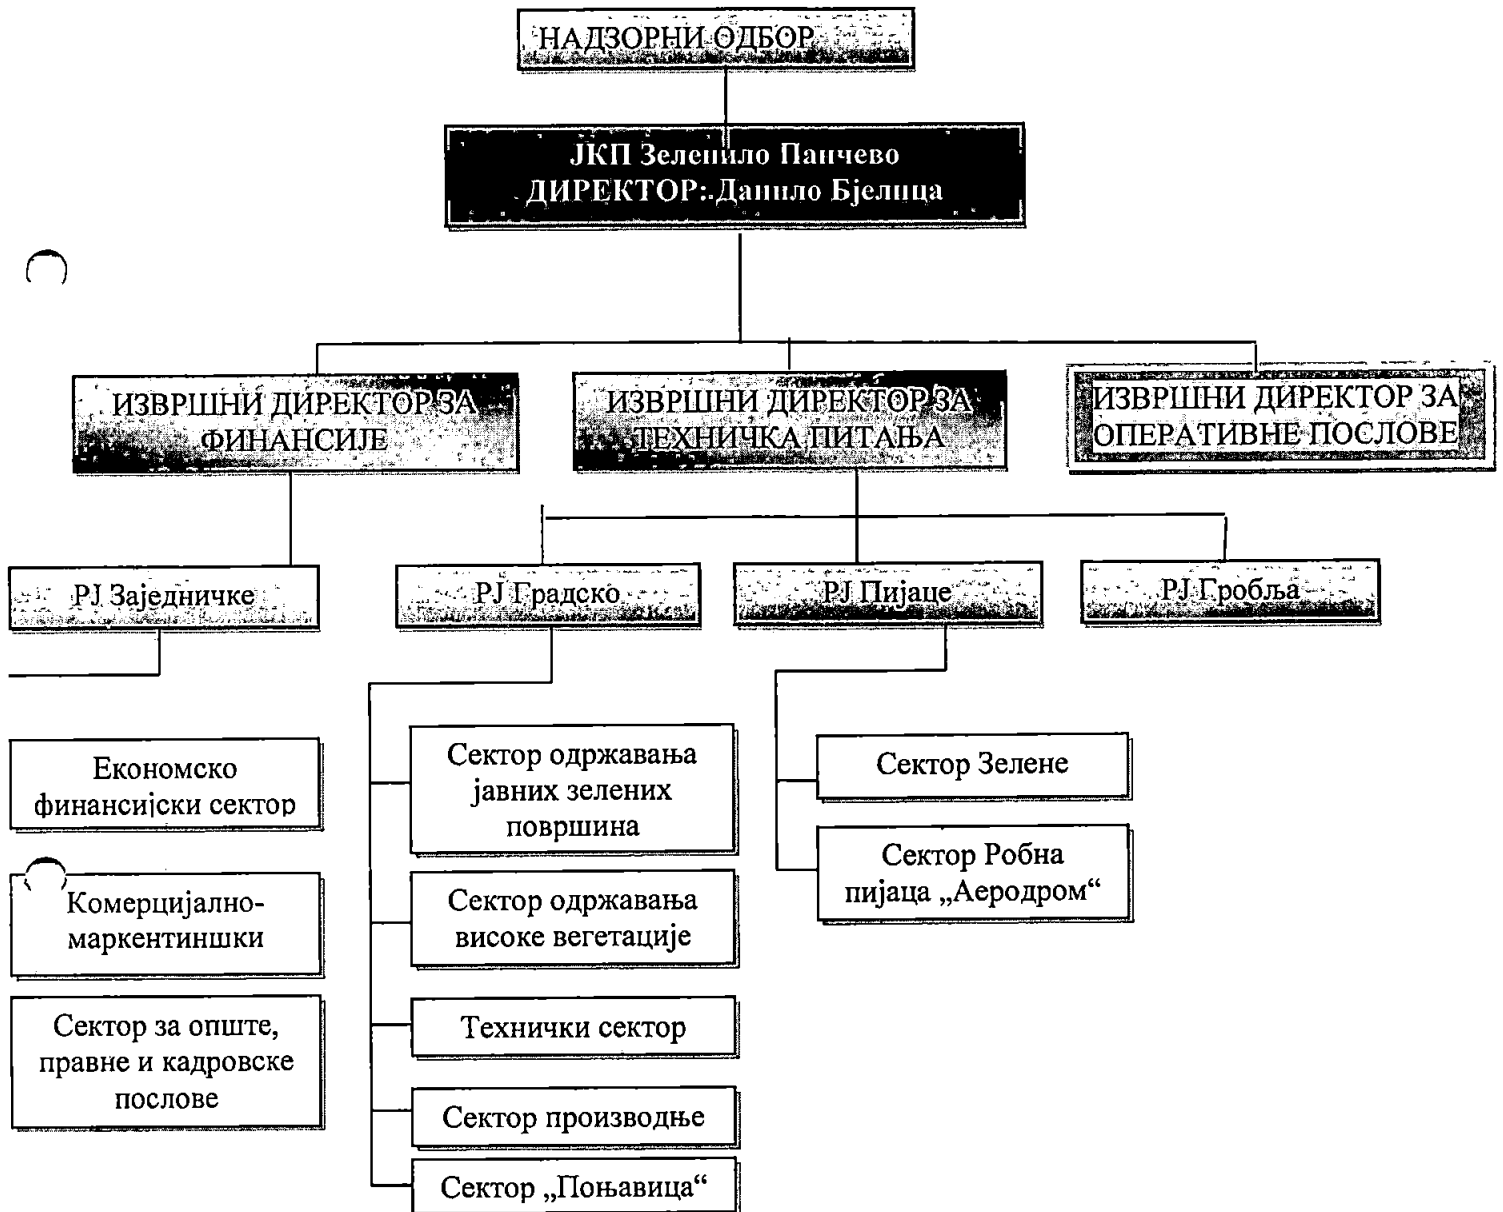 НАДЗОРНИ ОДБОР
ЈКП Зеленило Панчево
ДИРЕКТОР: Данило Бјелица
ИЗВРШНИ ДИРЕКТОР ЗА
ФИНАНСИЈЕ
ИЗВРШНИ ДИРЕКТОР ЗА
ТЕХНИЧКА ПИТАЊА
ИЗВРШНИ ДИРЕКТОР ЗА
ОПЕРАТИВНЕ ПОСЛОВЕ
РЈ Заједничке
РЈ Градско
РЈ Пијаце
РЈ Гробља
Економско
финансијски сектор
Комерцијално-
маркентиншки
Сектор за опште,
правне и кадровске
послове
Сектор одржавања
јавних зелених
површина
Сектор одржавања
високе вегетације
Технички сектор
Сектор производње
Сектор „Поњавица“
Сектор Зелене
Сектор Робна
пијаца „Аеродром“